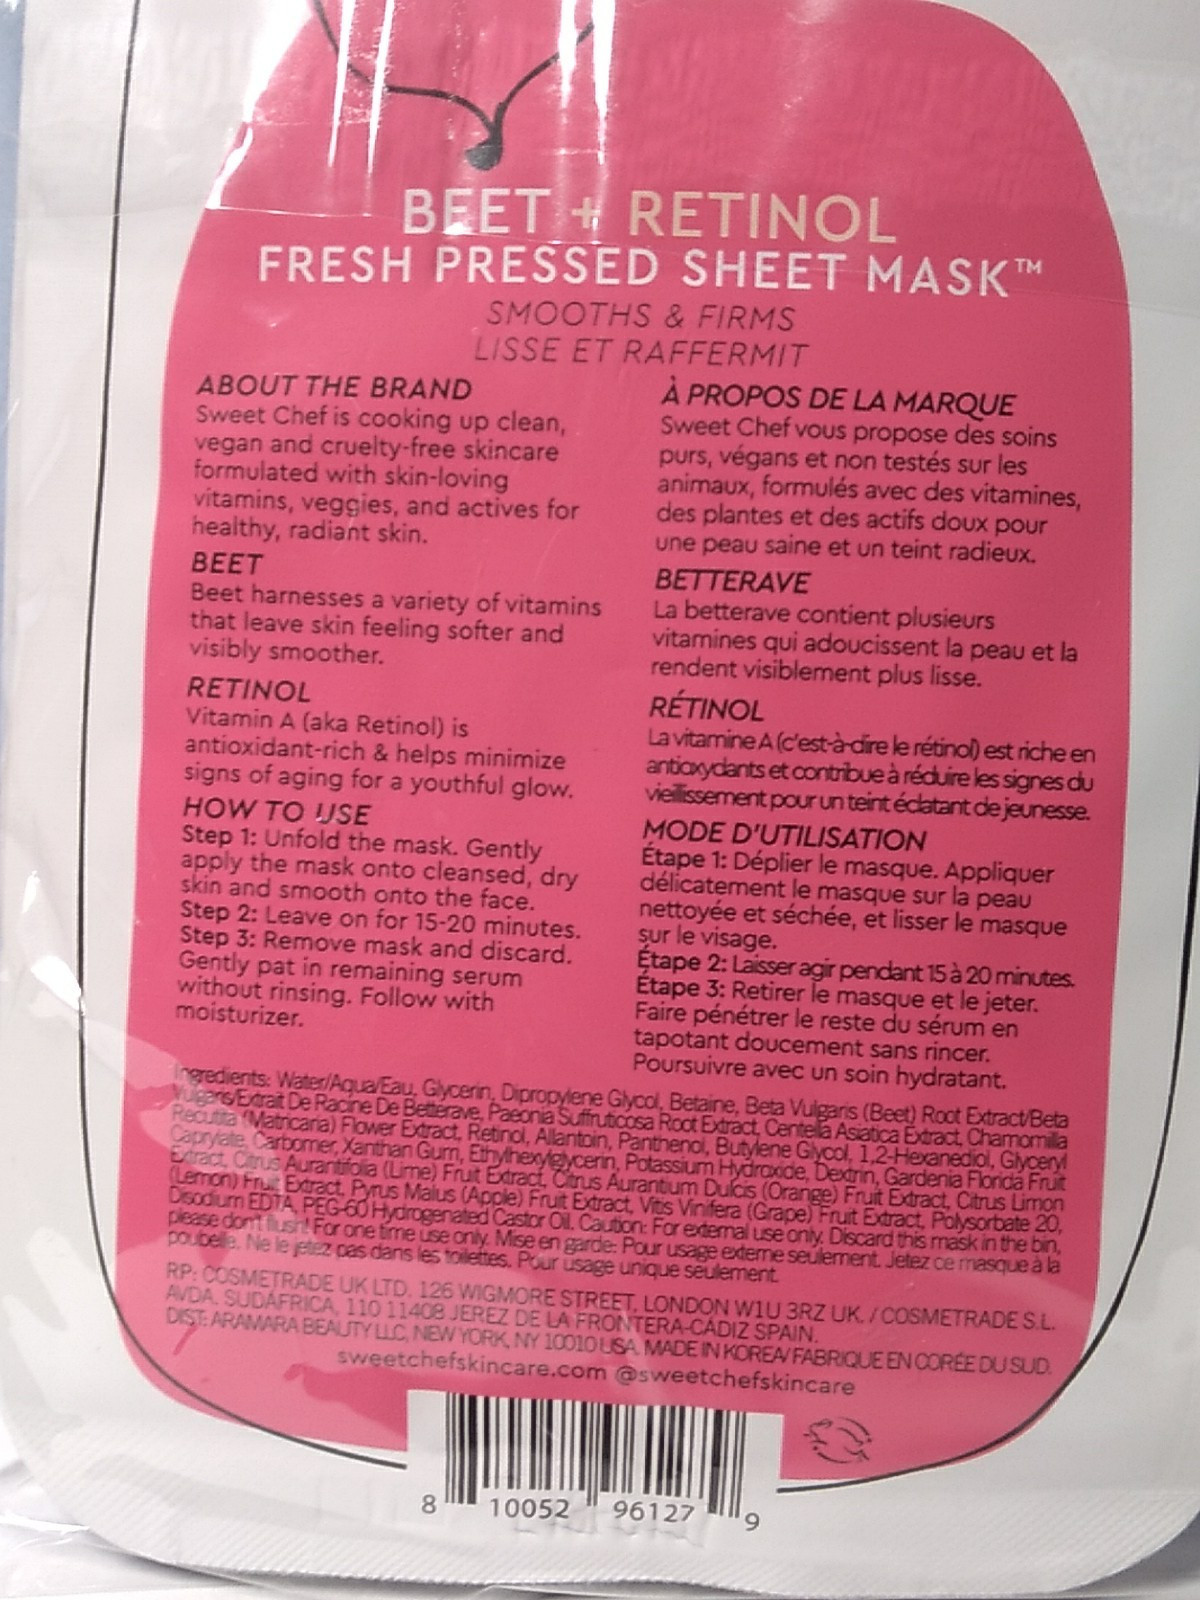 BEET + RETINOL
FRESH PRESSED SHEET MASK™
SMOOTHS & FIRMS
LISSE ET RAFFERMIT
ABOUT THE BRAND
Sweet Chef is cooking up clean,
vegan and cruelty-free skincare
formulated with skin-loving
vitamins, veggies, and actives for
healthy, radiant skin.
BEET
Beet harnesses a variety of vitamins
that leave skin feeling softer and
visibly smoother.
RETINOL
Vitamin A (aka Retinol) is
antioxidant-rich & helps minimize
signs of aging for a youthful glow.
HOW TO USE
Step 1: Unfold the mask. Gently
apply the mask onto cleansed, dry
skin and smooth onto the face.
Step 2: Leave on for 15-20 minutes.
Step 3: Remove mask and discard.
Gently pat in remaining serum
without rinsing. Follow with
moisturizer.
À PROPOS DE LA MARQUE
Sweet Chef vous propose des soins
purs, végans et non testés sur les
animaux, formulés avec des vitamines,
des plantes et des actifs doux pour
une peau saine et un teint radieux.
BETTERAVE
La betterave contient plusieurs
vitamines qui adoucissent la peau et la
rendent visiblement plus lisse.
RÉTINOL
La vitamine A (c'est-à-dire le rétinol) est riche en
antioxydants et contribue à réduire les signes du
vieillissement pour un teint éclatant de jeunesse.
MODE D'UTILISATION
Étape 1: Déplier le masque. Appliquer
délicatement le masque sur la peau
nettoyée et séchée, et lisser le masque
sur le visage.
Étape 2: Laisser agir pendant 15 à 20 minutes.
Étape 3: Retirer le masque et le jeter.
Faire pénétrer le reste du sérum en
tapotant doucement sans rincer.
Poursuivre avec un soin hydratant.
Ingredients: Water/Aqua/Eau, Glycerin, Dipropylene Glycol, Betaine, Beta Vulgaris (Beet) Root Extract/Beta
Vulgaris/Extrait De Racine De Betterave, Paeonia Suffruticosa Root Extract, Centella Asiatica Extract, Chamomilla
Recutita (Matricaria) Flower Extract, Retinol, Allantoin, Panthenol, Butylene Glycol, 1,2-Hexanediol, Glyceryl
Caprylate, Carbomer, Xanthan Gum, Ethylhexylglycerin, Potassium Hydroxide, Dextrin, Gardenia Florida Fruit
Extract, Citrus Aurantifolia (Lime) Fruit Extract, Citrus Aurantium Dulcis (Orange) Fruit Extract, Citrus Limon
(Lemon) Fruit Extract, Pyrus Malus (Apple) Fruit Extract, Vitis Vinifera (Grape) Fruit Extract, Polysorbate 20,
Disodium EDTA, PEG-60 Hydrogenated Castor Oil. Caution: For external use only. Discard this mask in the bin,
please don't flush! For one time use only. Mise en garde: Pour usage externe seulement. Jetez ce masque à la
poubelle. Ne le jetez pas dans les toilettes. Pour usage unique seulement.
RP: COSMETRADE UK LTD. 126 WIGMORE STREET, LONDON W1U 3RZ UK. / COSMETRADE S.L.
AVDA. SUDÁFRICA, 110 11408 JEREZ DE LA FRONTERA-CÁDIZ SPAIN.
DIST: ARAMARA BEAUTY LLC, NEW YORK, NY 10010 USA. MADE IN KOREA/ FABRIQUE EN CORÉE DU SUD.
sweetchefskincare.com @sweetchefskincare
8 10052 96127 9